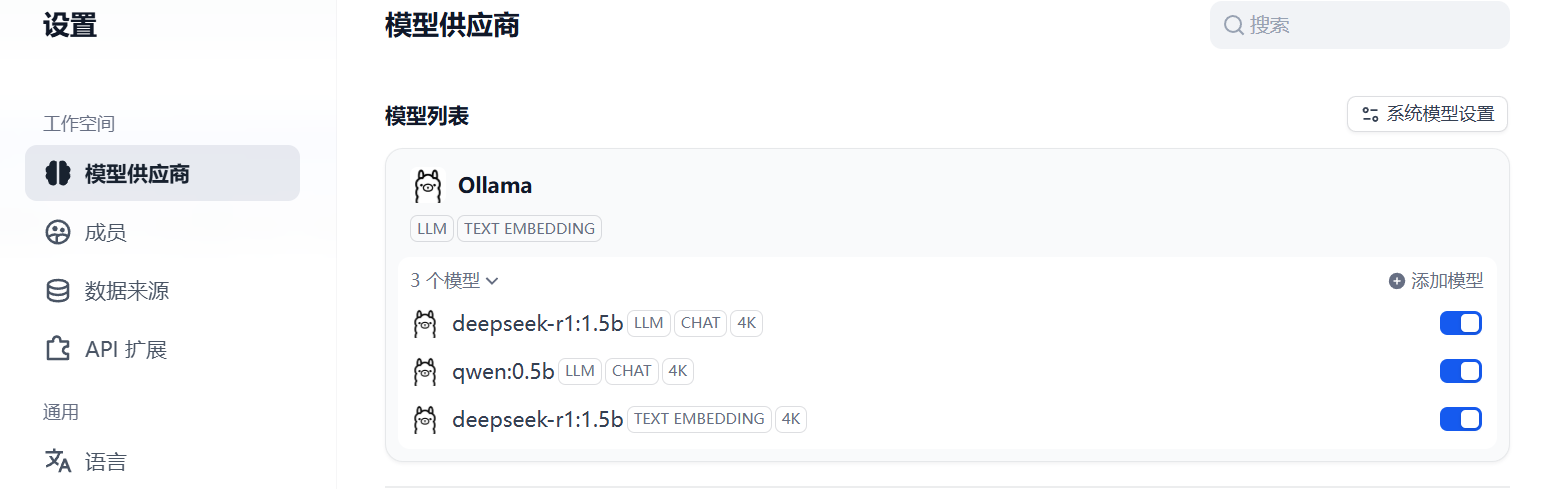 设置
工作空间
模型供应商
成员
数据来源
API 扩展
通用
语言
模型供应商
搜索
模型列表
系统模型设置
Ollama
LLM TEXT EMBEDDING
3 个模型
添加模型
deepseek-r1:1.5b LLM CHAT 4K
qwen:0.5b LLM CHAT 4K
deepseek-r1:1.5b TEXT EMBEDDING 4K